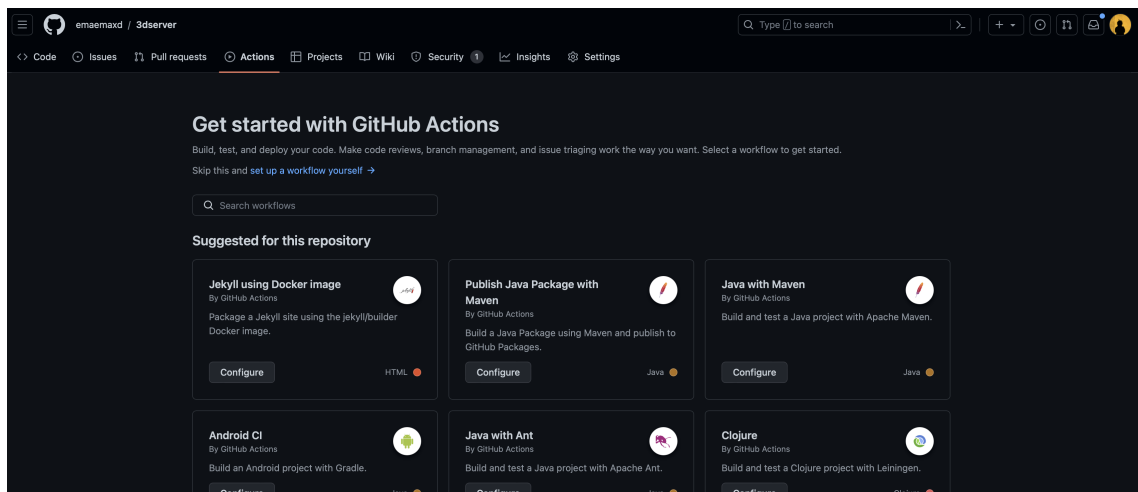 emaemaxd / 3dserver
Type / to search
Code Issues Pull requests Actions Projects Wiki Security 1 Insights Settings
Get started with GitHub Actions
Build, test, and deploy your code. Make code reviews, branch management, and issue triaging work the way you want. Select a workflow to get started.
Skip this and set up a workflow yourself →
Search workflows
Suggested for this repository
Jekyll using Docker image
By GitHub Actions
Package a Jekyll site using the jekyll/builder
Docker image.
Configure HTML
Publish Java Package with
Maven
By GitHub Actions
Build a Java Package using Maven and publish to
GitHub Packages.
Configure Java
Java with Maven
By GitHub Actions
Build and test a Java project with Apache Maven.
Configure Java
Android CI
By GitHub Actions
Build an Android project with Gradle.
Configure Java
Java with Ant
By GitHub Actions
Build and test a Java project with Apache Ant.
Configure Java
Clojure
By GitHub Actions
Build and test a Clojure project with Leiningen.
Configure Clojure